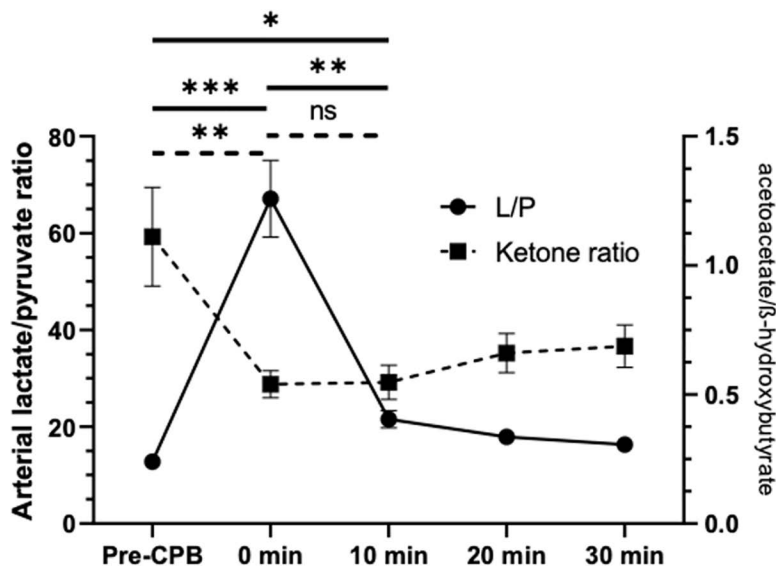 *
*** **
** ns
Arterial lactate/pyruvate ratio
80
60
40
20
0
1.5
1.0
0.5
0.0
acetoacetate/ß-hydroxybutyrate
L/P
Ketone ratio
Pre-CPB 0 min 10 min 20 min 30 min